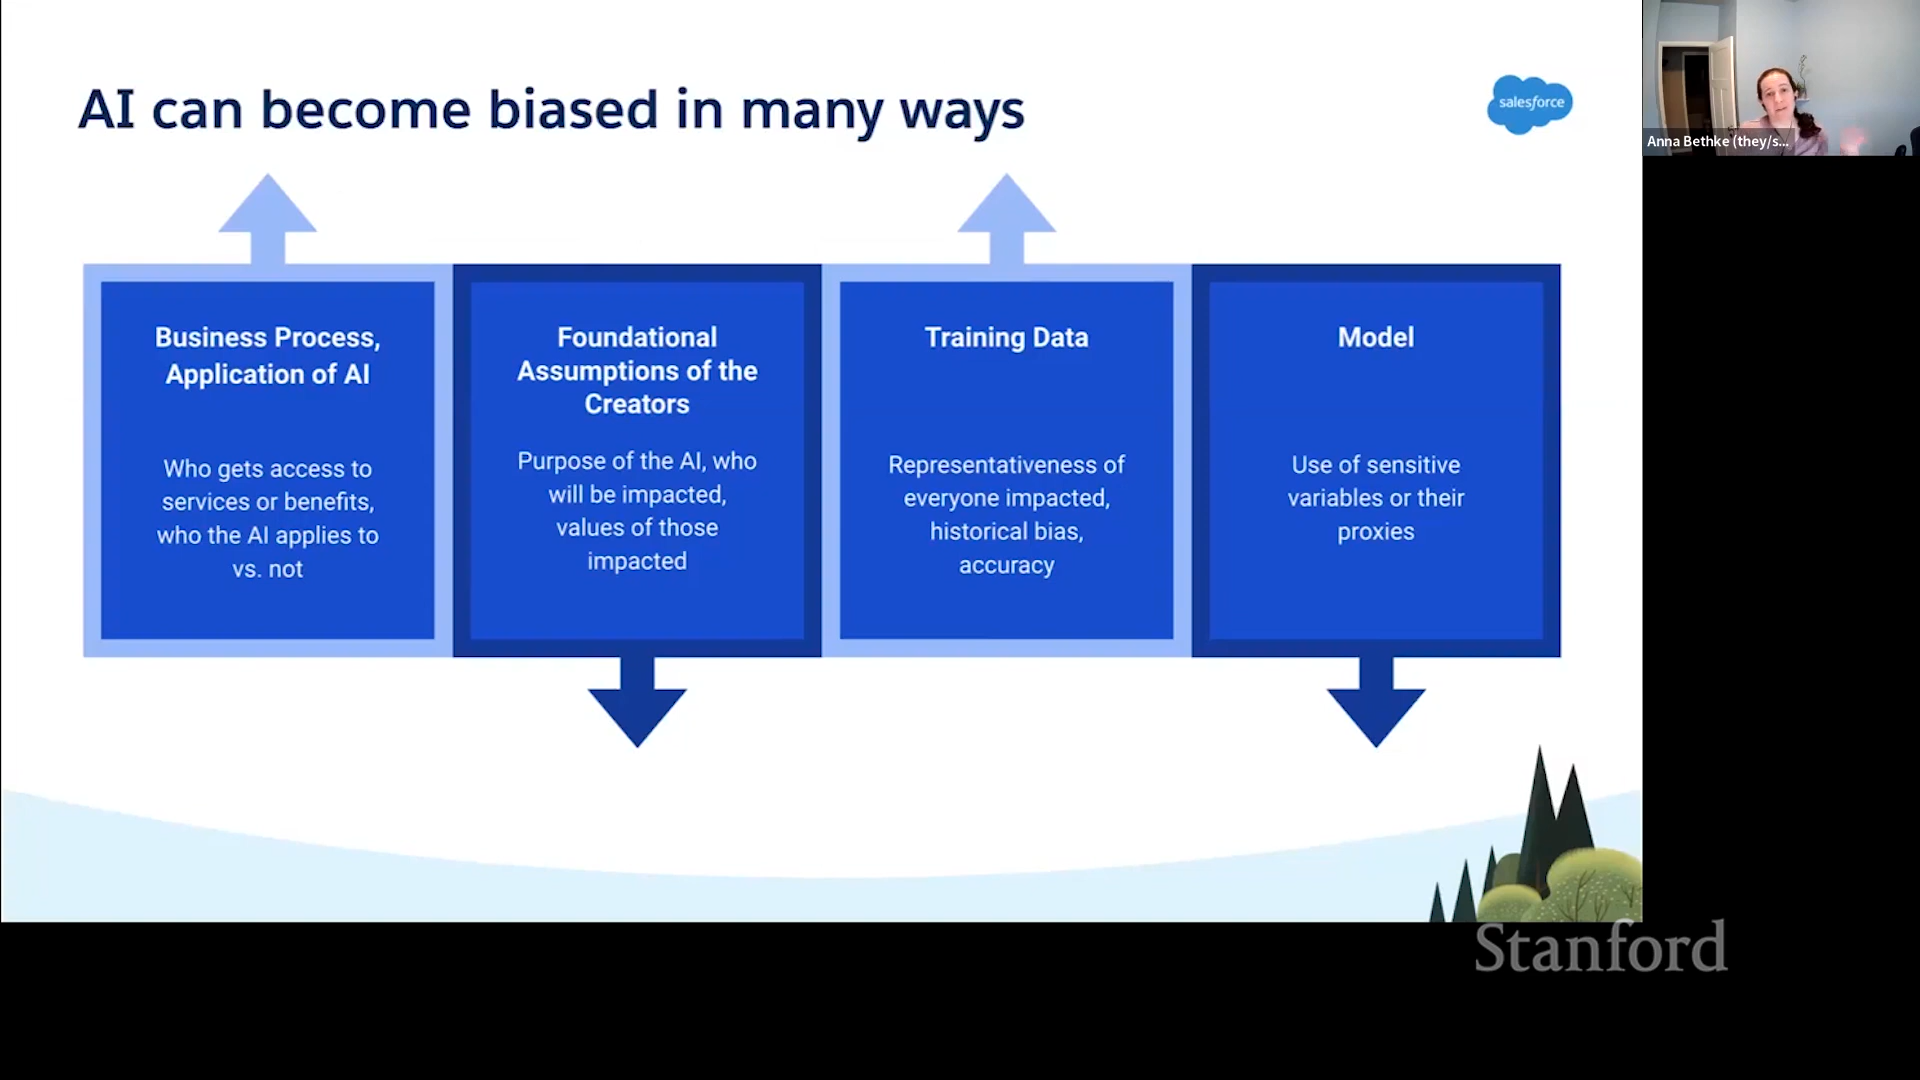 AI can become biased in many ways
salesforce
Anna Bethke (they/s...
Business Process,
Application of AI
Who gets access to
services or benefits,
who the AI applies to
vs. not
Foundational
Assumptions of the
Creators
Purpose of the AI, who
will be impacted,
values of those
impacted
Training Data
Representativeness of
everyone impacted,
historical bias,
accuracy
Model
Use of sensitive
variables or their
proxies
Stanford